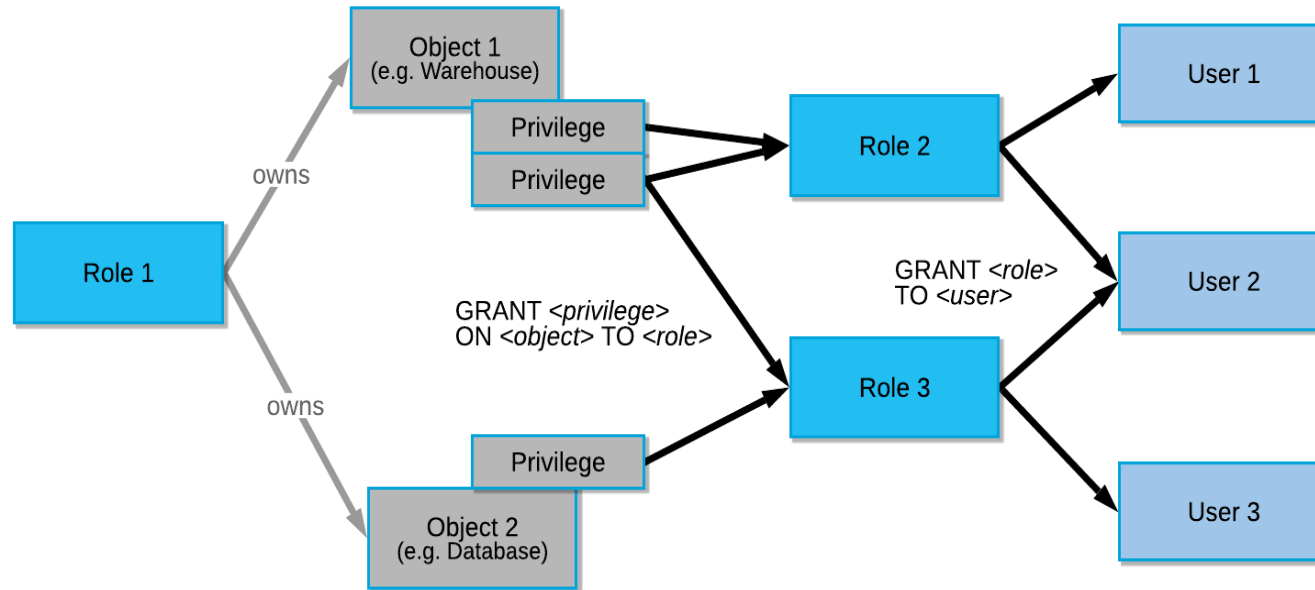 Object 1
(e.g. Warehouse)
User 1
Privilege
Role 2
Privilege
owns
Role 1
GRANT <role>
TO <user>
User 2
GRANT <privilege>
ON <object> TO <role>
Role 3
owns
Privilege
User 3
Object 2
(e.g. Database)